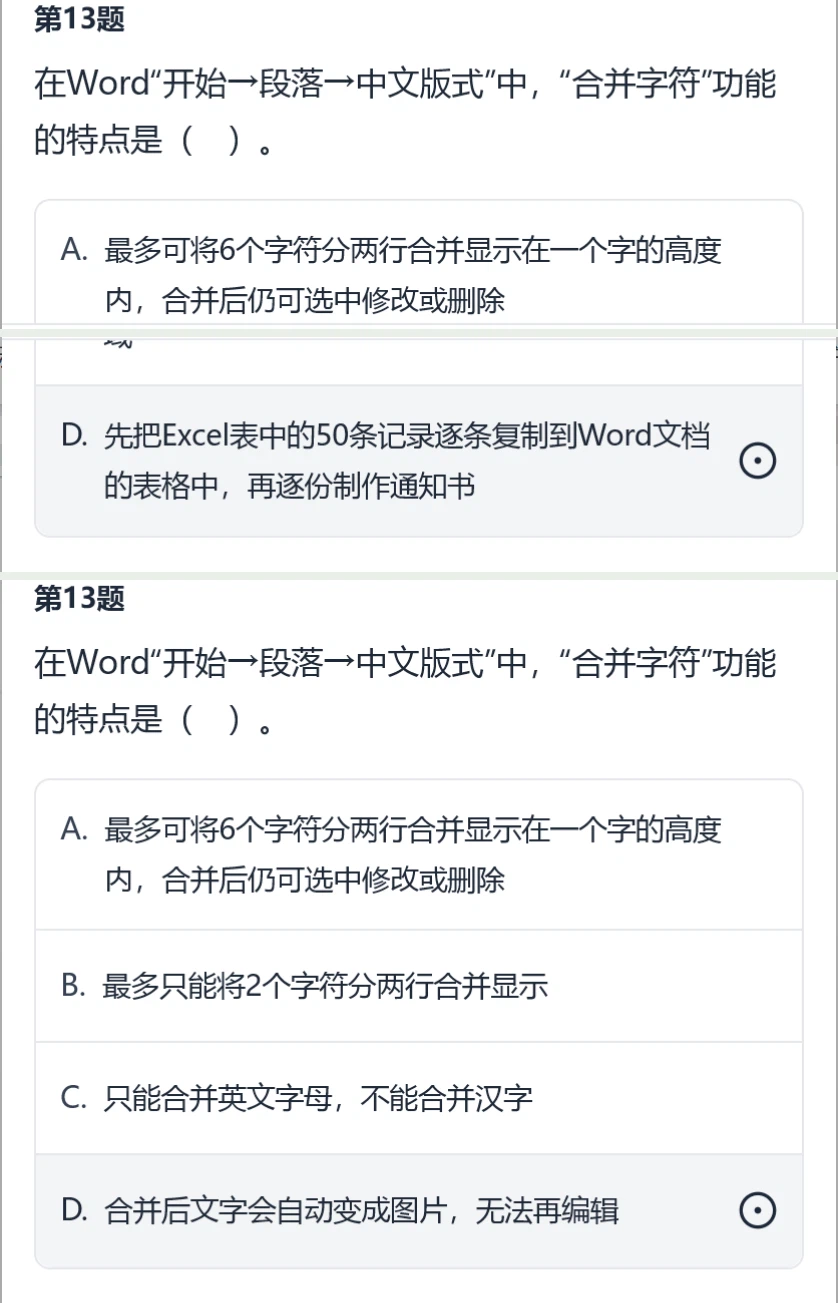 第13题
在Word“开始→段落→中文版式”中，“合并字符”功能
的特点是（　）。
A. 最多可将6个字符分两行合并显示在一个字的高度
内，合并后仍可选中修改或删除
D. 先把Excel表中的50条记录逐条复制到Word文档
的表格中，再逐份制作通知书
第13题
在Word“开始→段落→中文版式”中，“合并字符”功能
的特点是（　）。
A. 最多可将6个字符分两行合并显示在一个字的高度
内，合并后仍可选中修改或删除
B. 最多只能将2个字符分两行合并显示
C. 只能合并英文字母，不能合并汉字
D. 合并后文字会自动变成图片，无法再编辑